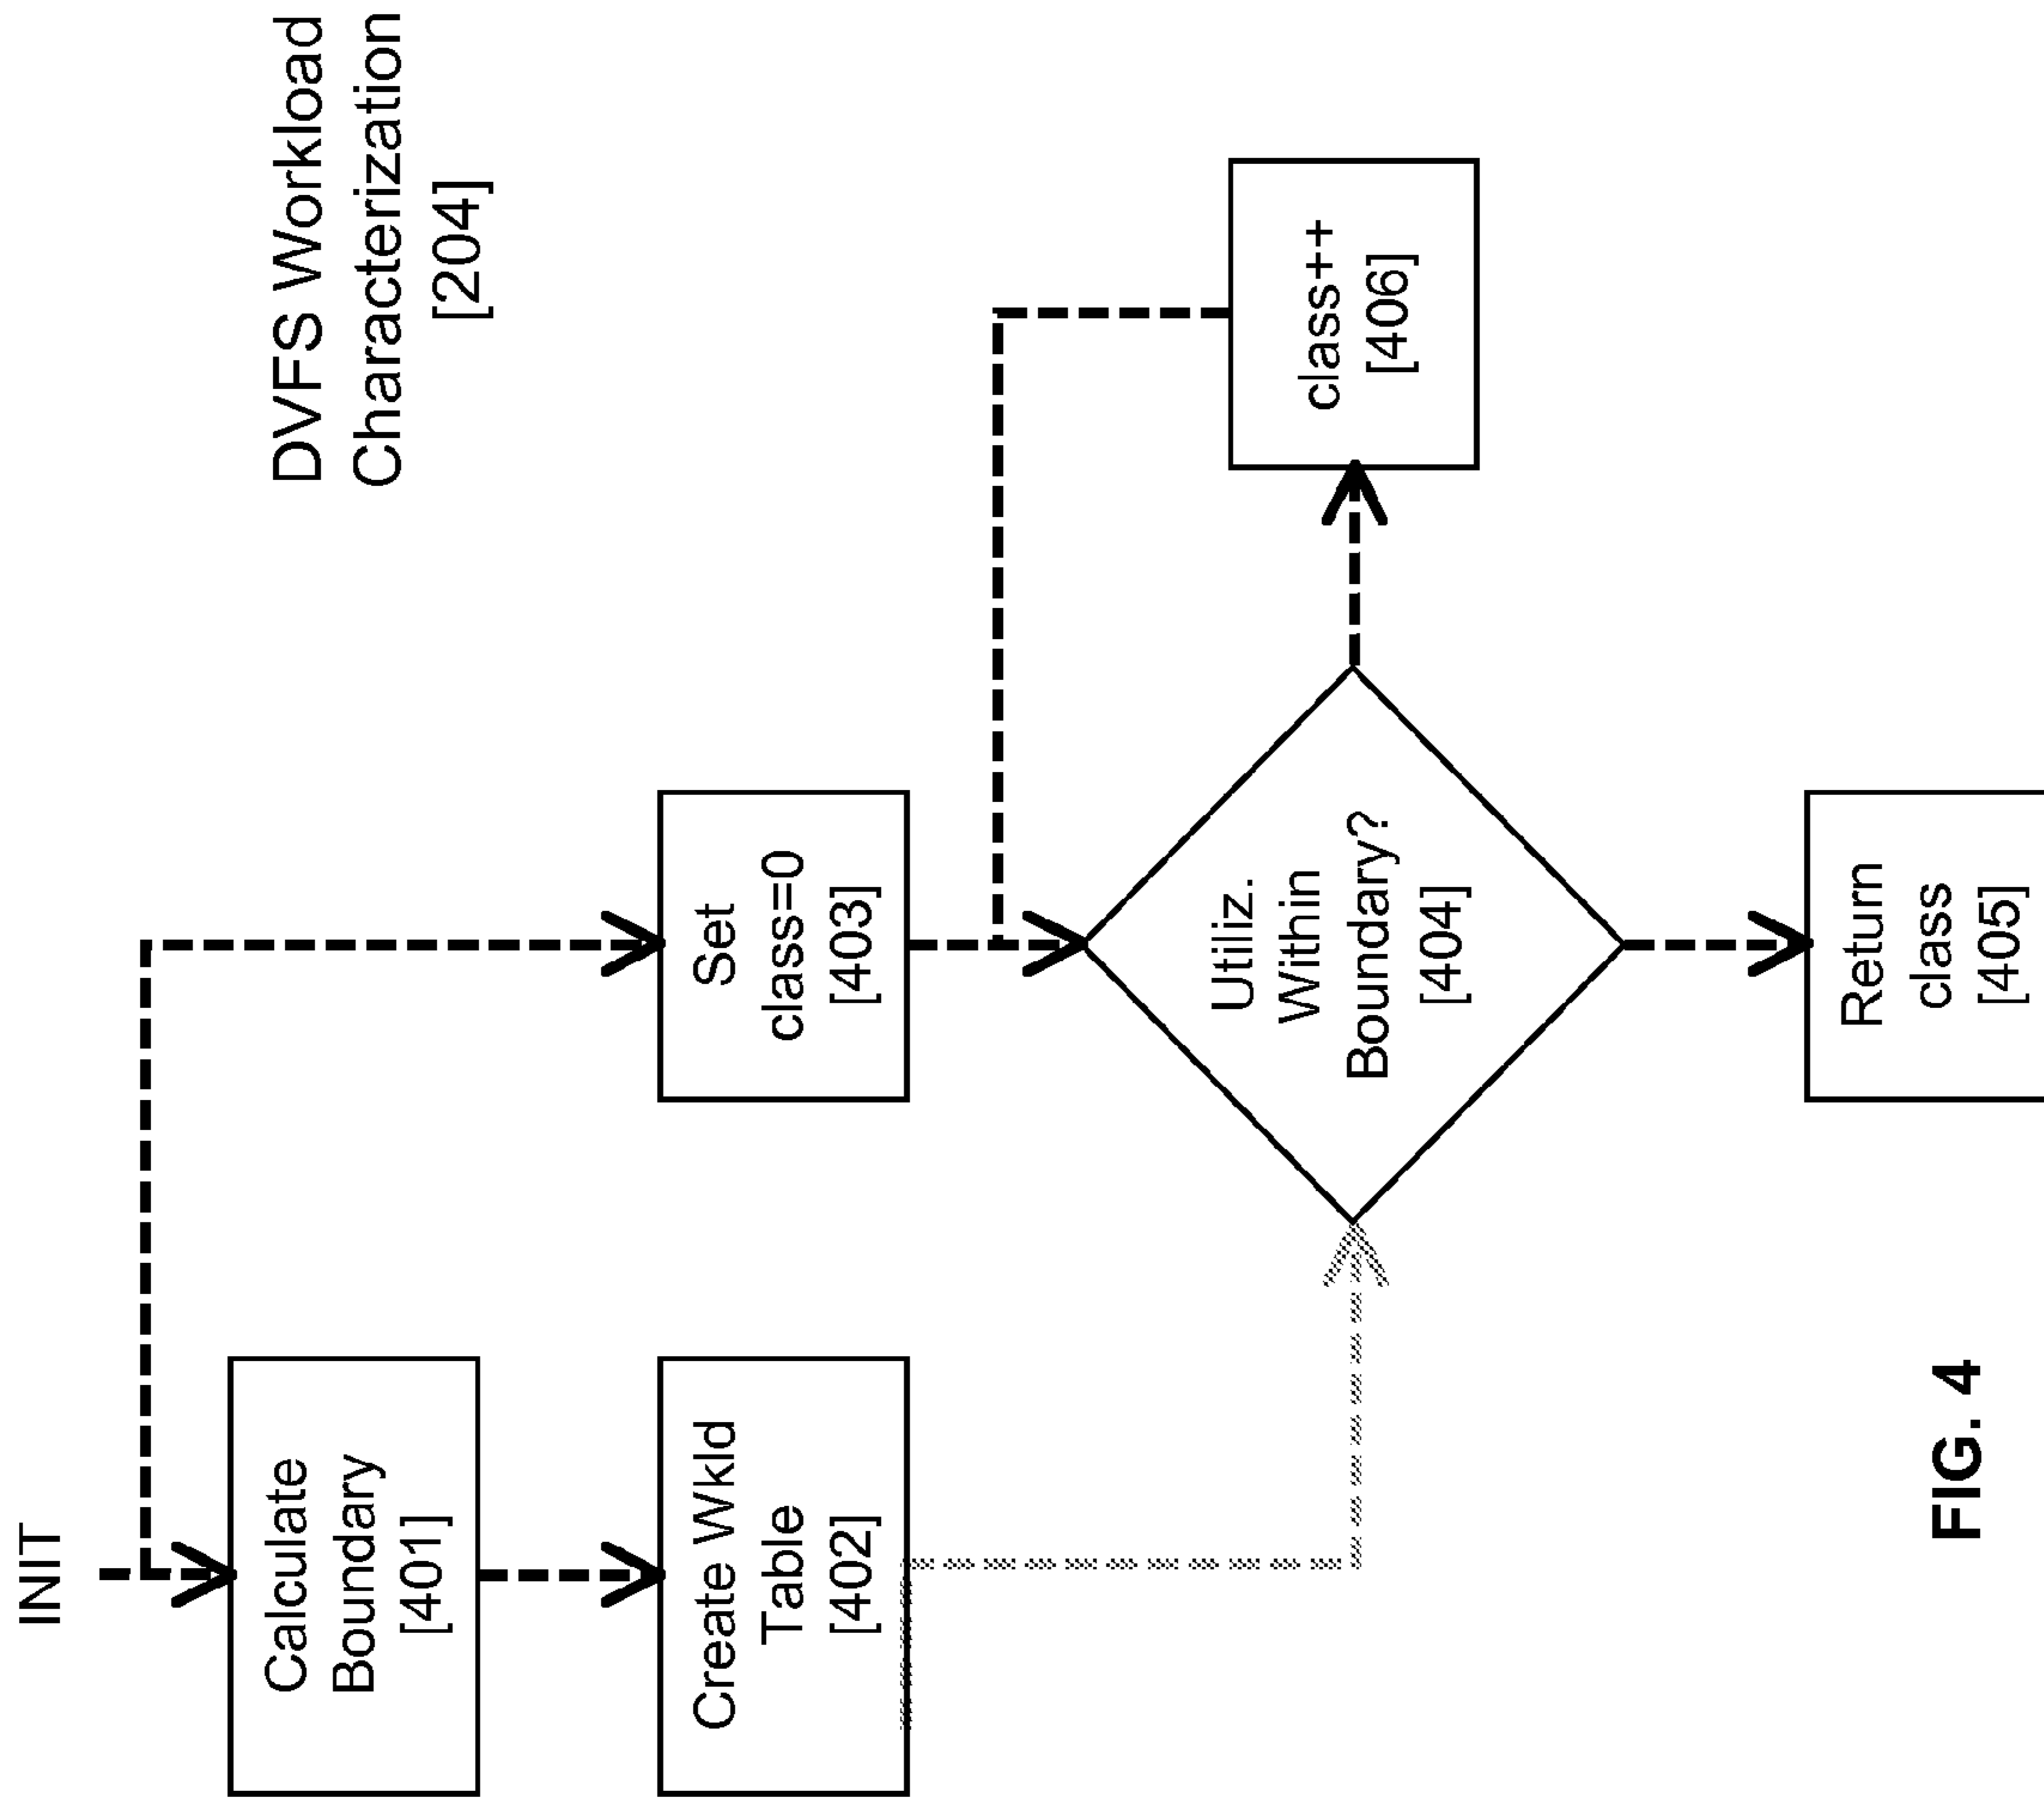 INIT
DVFS Workload
Characterization
[204]
Calculate
Boundary
[401]
Create Wkld
Table
[402]
Set
class=0
[403]
Utiliz.
Within
Boundary?
[404]
class++
[406]
Return
class
[405]
FIG. 4